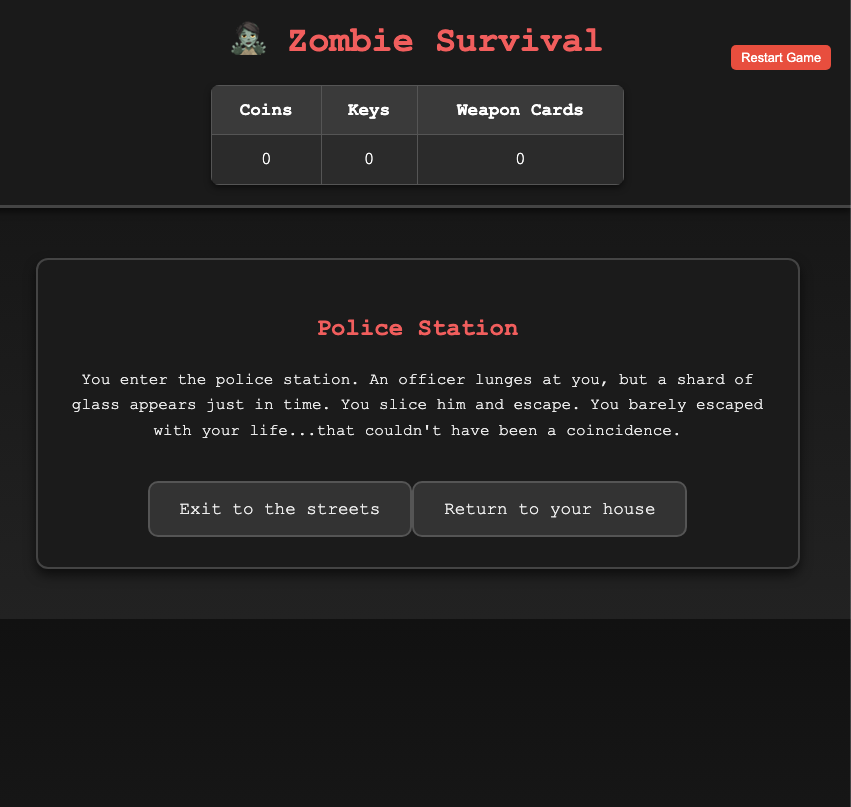 Zombie Survival
Restart Game
Coins Keys Weapon Cards
0 0 0
Police Station
You enter the police station. An officer lunges at you, but a shard of
glass appears just in time. You slice him and escape. You barely escaped
with your life...that couldn't have been a coincidence.
Exit to the streets Return to your house